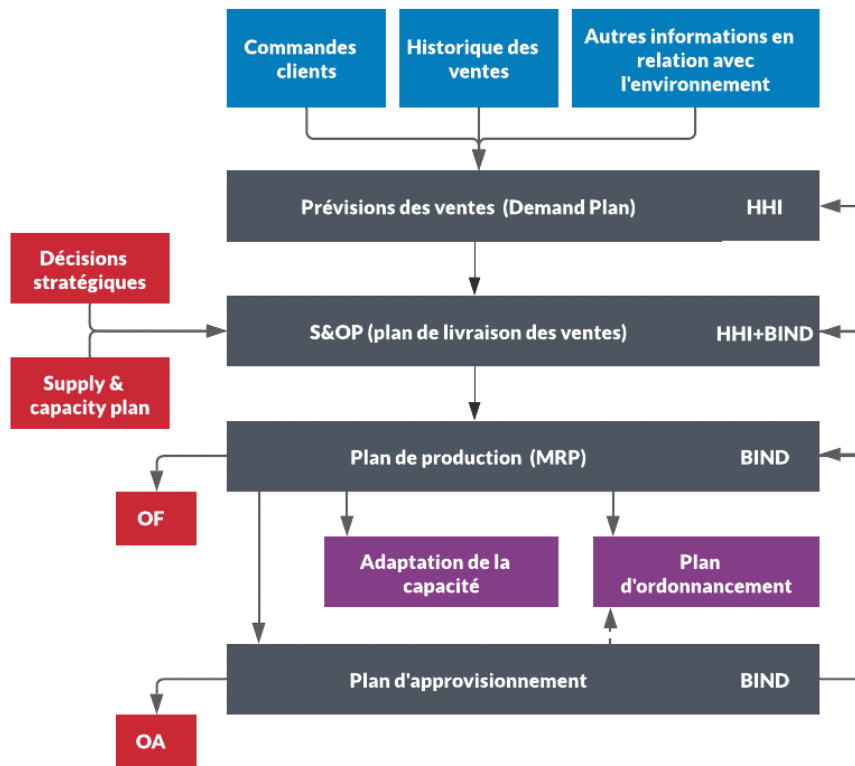 Commandes
clients
Historique des
ventes
Autres informations en
relation avec
l'environnement
Prévisions des ventes (Demand Plan) HHI
Décisions
stratégiques
S&OP (plan de livraison des ventes) HHI+BIND
Supply &
capacity plan
Plan de production (MRP) BIND
OF
Adaptation de la
capacité
Plan
d'ordonnancement
Plan d'approvisionnement BIND
OA